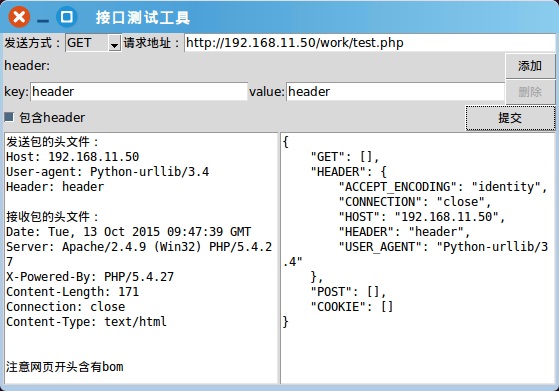 接口测试工具
发送方式： GET 请求地址： http://192.168.11.50/work/test.php
header: 添加
key: header value: header 删除
包含header 提交
发送包的头文件：
Host: 192.168.11.50
User-agent: Python-urllib/3.4
Header: header
接收包的头文件：
Date: Tue, 13 Oct 2015 09:47:39 GMT
Server: Apache/2.4.9 (Win32) PHP/5.4.2
7
X-Powered-By: PHP/5.4.27
Content-Length: 171
Connection: close
Content-Type: text/html
注意网页开头含有bom
{
"GET": [],
"HEADER": {
"ACCEPT_ENCODING": "identity",
"CONNECTION": "close",
"HOST": "192.168.11.50",
"HEADER": "header",
"USER_AGENT": "Python-urllib/3
.4"
},
"POST": [],
"COOKIE": []
}